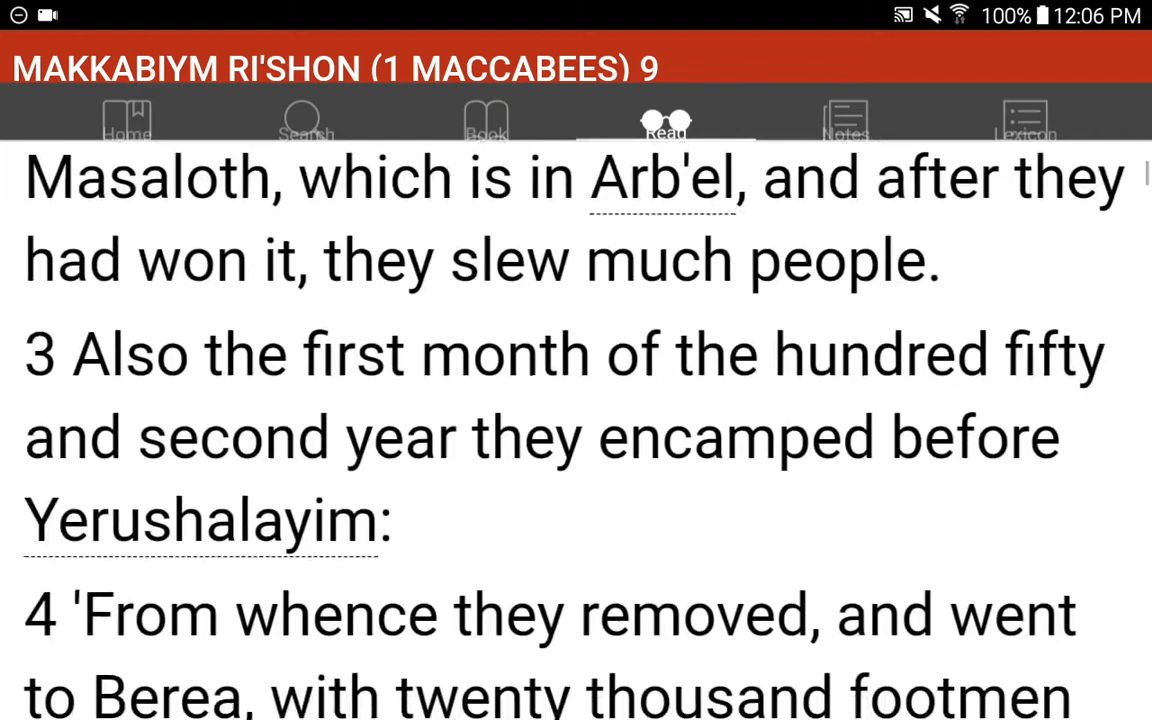 100% 12:06 PM
MAKKABIYM RI'SHON (1 MACCABEES) 9
Home Search Book Read Notes Lexicon
Masaloth, which is in Arb'el, and after they
had won it, they slew much people.
3 Also the first month of the hundred fifty
and second year they encamped before
Yerushalayim:
4 'From whence they removed, and went
to Berea, with twenty thousand footmen